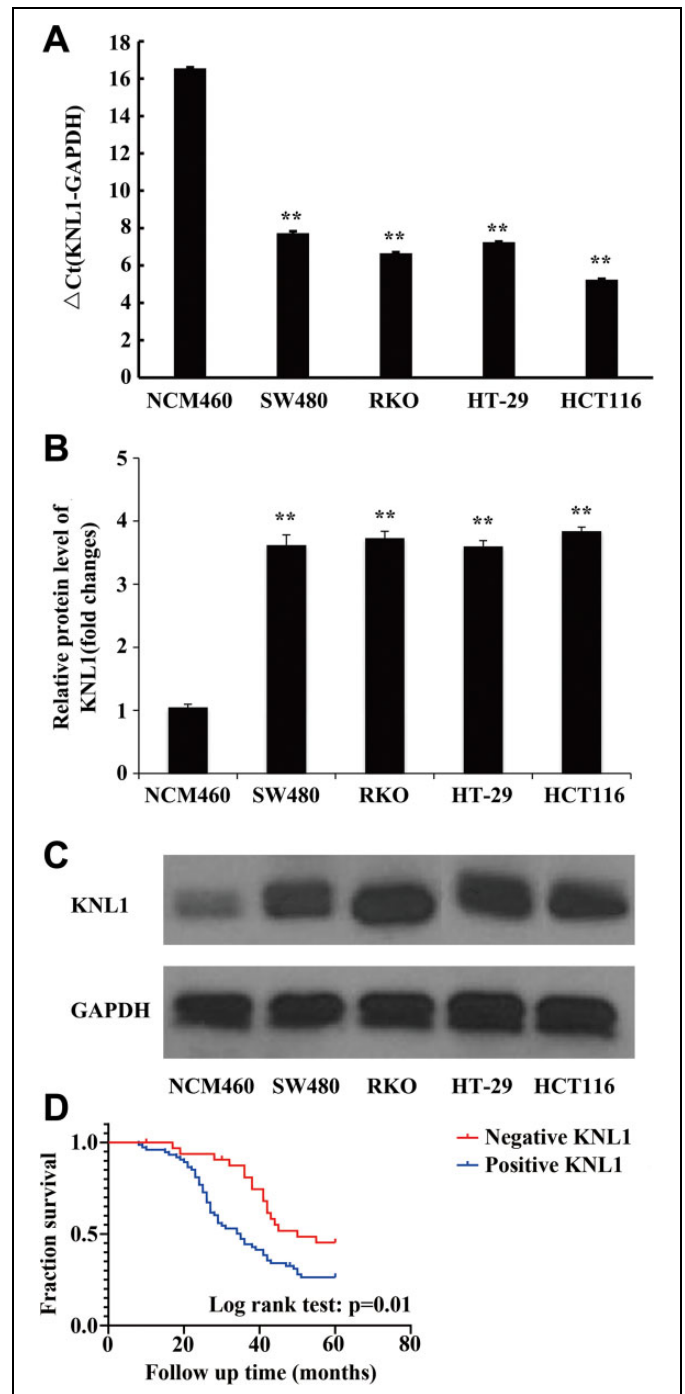 A
△Ct(KNL1-GAPDH)
18
16
14
12
10
8
6
4
2
0
**
**
**
**
NCM460 SW480 RKO HT-29 HCT116
B
Relative protein level of
KNL1(fold changes)
5
4
3
2
1
0
**
**
**
**
NCM460 SW480 RKO HT-29 HCT116
C
KNL1
GAPDH
NCM460 SW480 RKO HT-29 HCT116
D
Fraction survival
1.0
0.5
0.0
Negative KNL1
Positive KNL1
Log rank test: p=0.01
0 20 40 60 80
Follow up time (months)